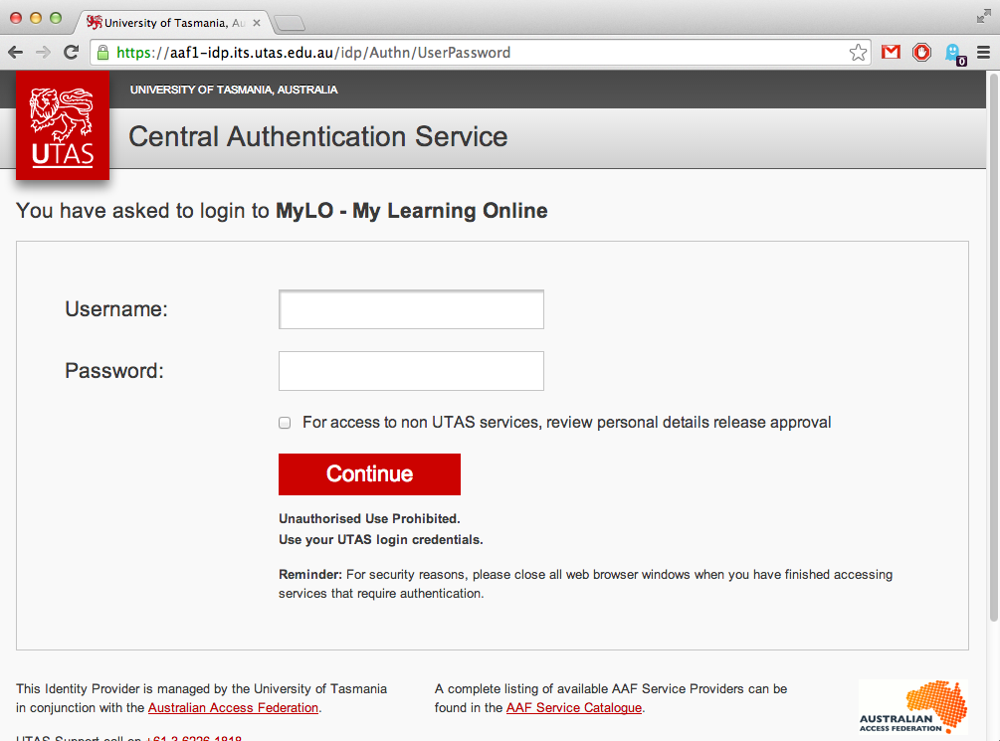 University of Tasmania, Au
https://aaf1-idp.its.utas.edu.au/idp/Authn/UserPassword
0
UNIVERSITY OF TASMANIA, AUSTRALIA
UTAS
Central Authentication Service
You have asked to login to MyLO - My Learning Online
Username:
Password:
For access to non UTAS services, review personal details release approval
Continue
Unauthorised Use Prohibited.
Use your UTAS login credentials.
Reminder: For security reasons, please close all web browser windows when you have finished accessing
services that require authentication.
This Identity Provider is managed by the University of Tasmania
in conjunction with the Australian Access Federation.
A complete listing of available AAF Service Providers can be
found in the AAF Service Catalogue.
AUSTRALIAN
ACCESS FEDERATION
UTAS Support call on +61 3 6226 1818